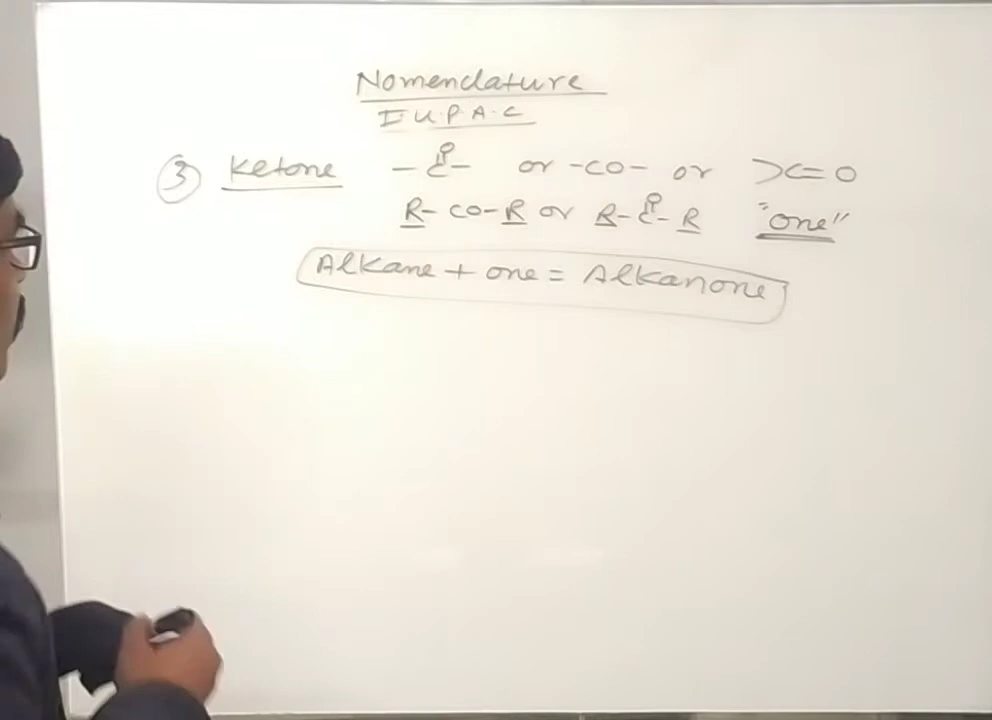 Nomenclature
I U.P.A.C
③ Ketone -C- or -CO- or >C=O
O
R- CO-R or R-C-R "one"
O
Alkane + one = Alkanone